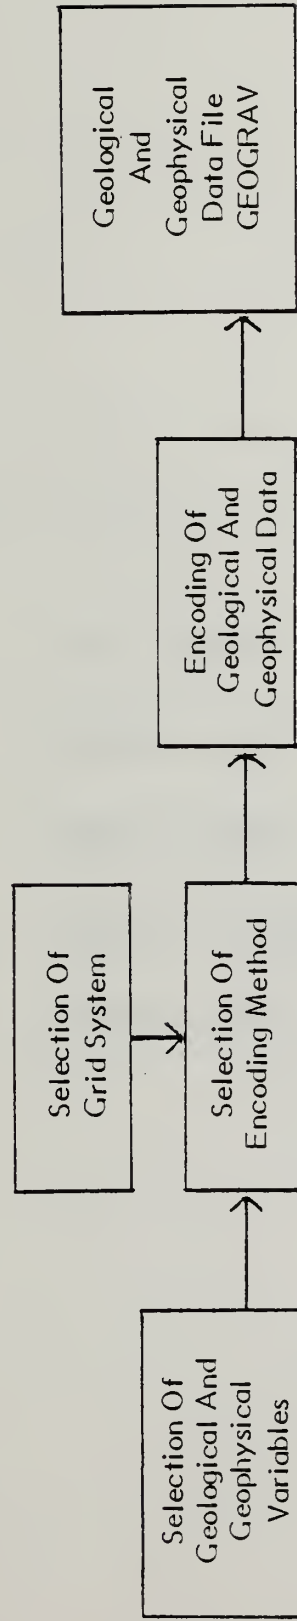 Selection Of
Geological And
Geophysical
Variables
Selection Of
Grid System
Selection Of
Encoding Method
Encoding Of
Geological And
Geophysical Data
Geological
And
Geophysical
Data File
GEOGRAV